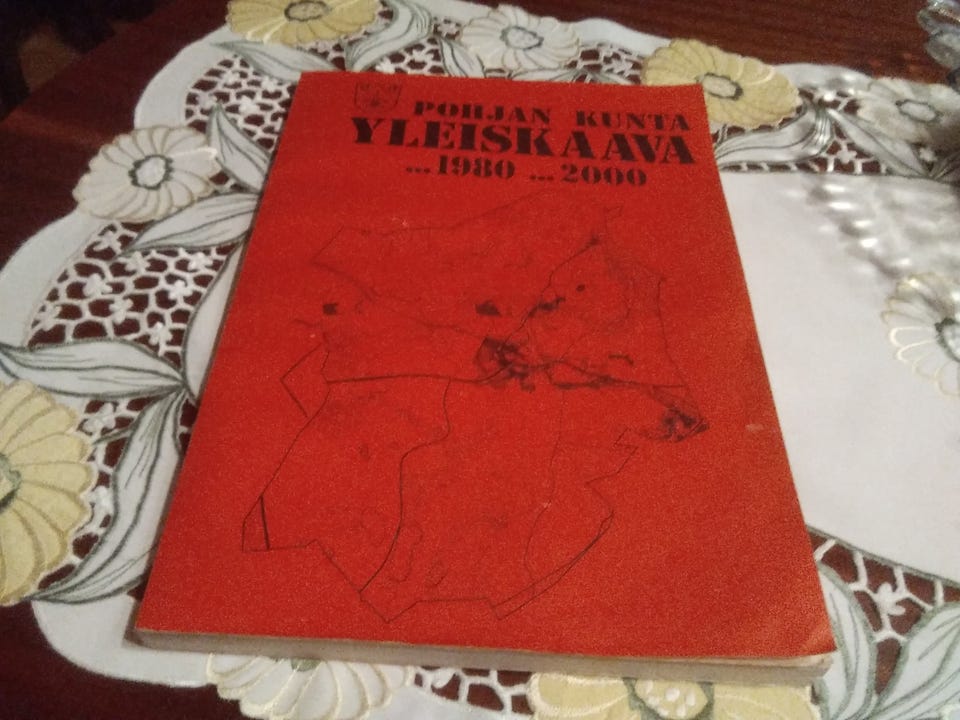 POHJAN KUNTA
YLEISKAAVA
...1980 ...2000